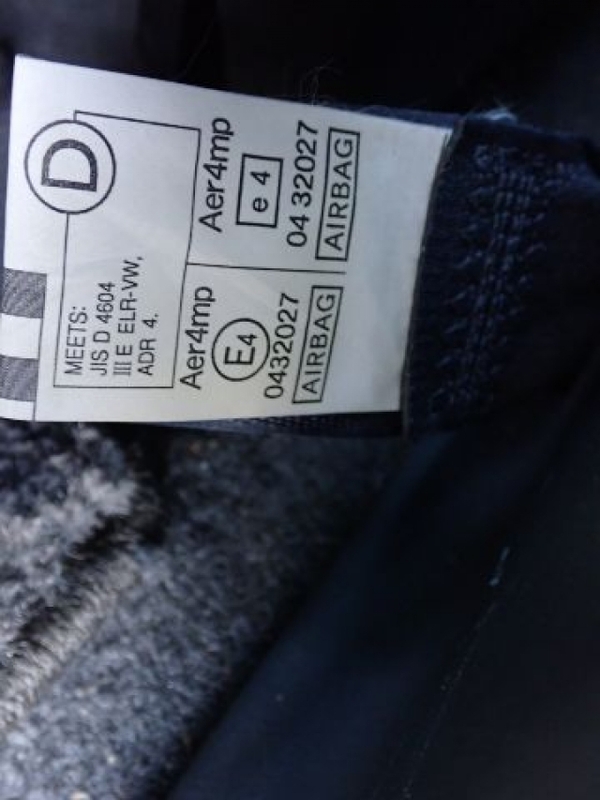 D
MEETS:
JIS D 4604
III E ELR-VW,
ADR 4.
Aer4mp
E4
0432027
AIRBAG
Aer4mp
e 4
04 32027
AIRBAG